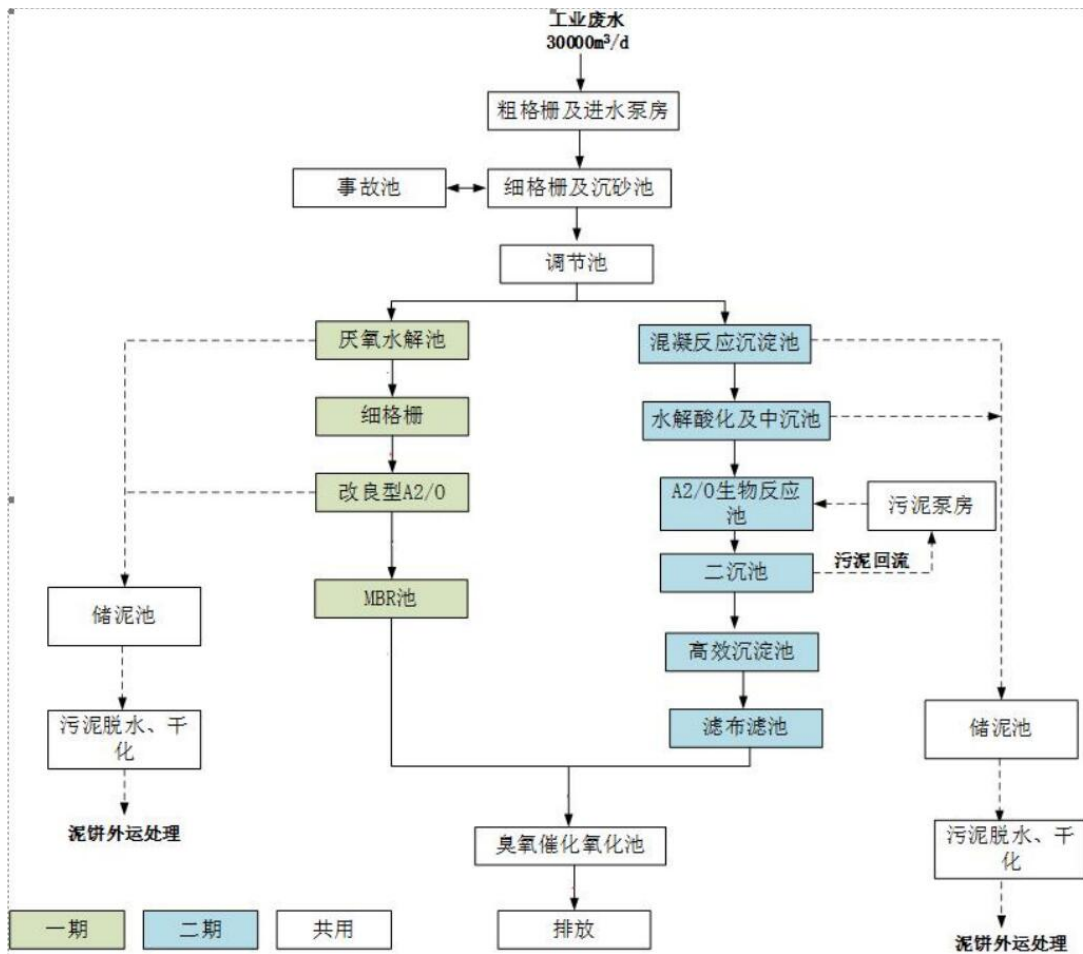 工业废水
30000m³/d
粗格栅及进水泵房
事故池
细格栅及沉砂池
调节池
厌氧水解池
混凝反应沉淀池
细格栅
水解酸化及中沉池
改良型A2/O
A2/O生物反应
池
污泥泵房
二沉池
污泥回流
MBR池
储泥池
高效沉淀池
滤布滤池
污泥脱水、干
化
储泥池
泥饼外运处理
臭氧催化氧化池
污泥脱水、干
化
一期
二期
共用
排放
泥饼外运处理